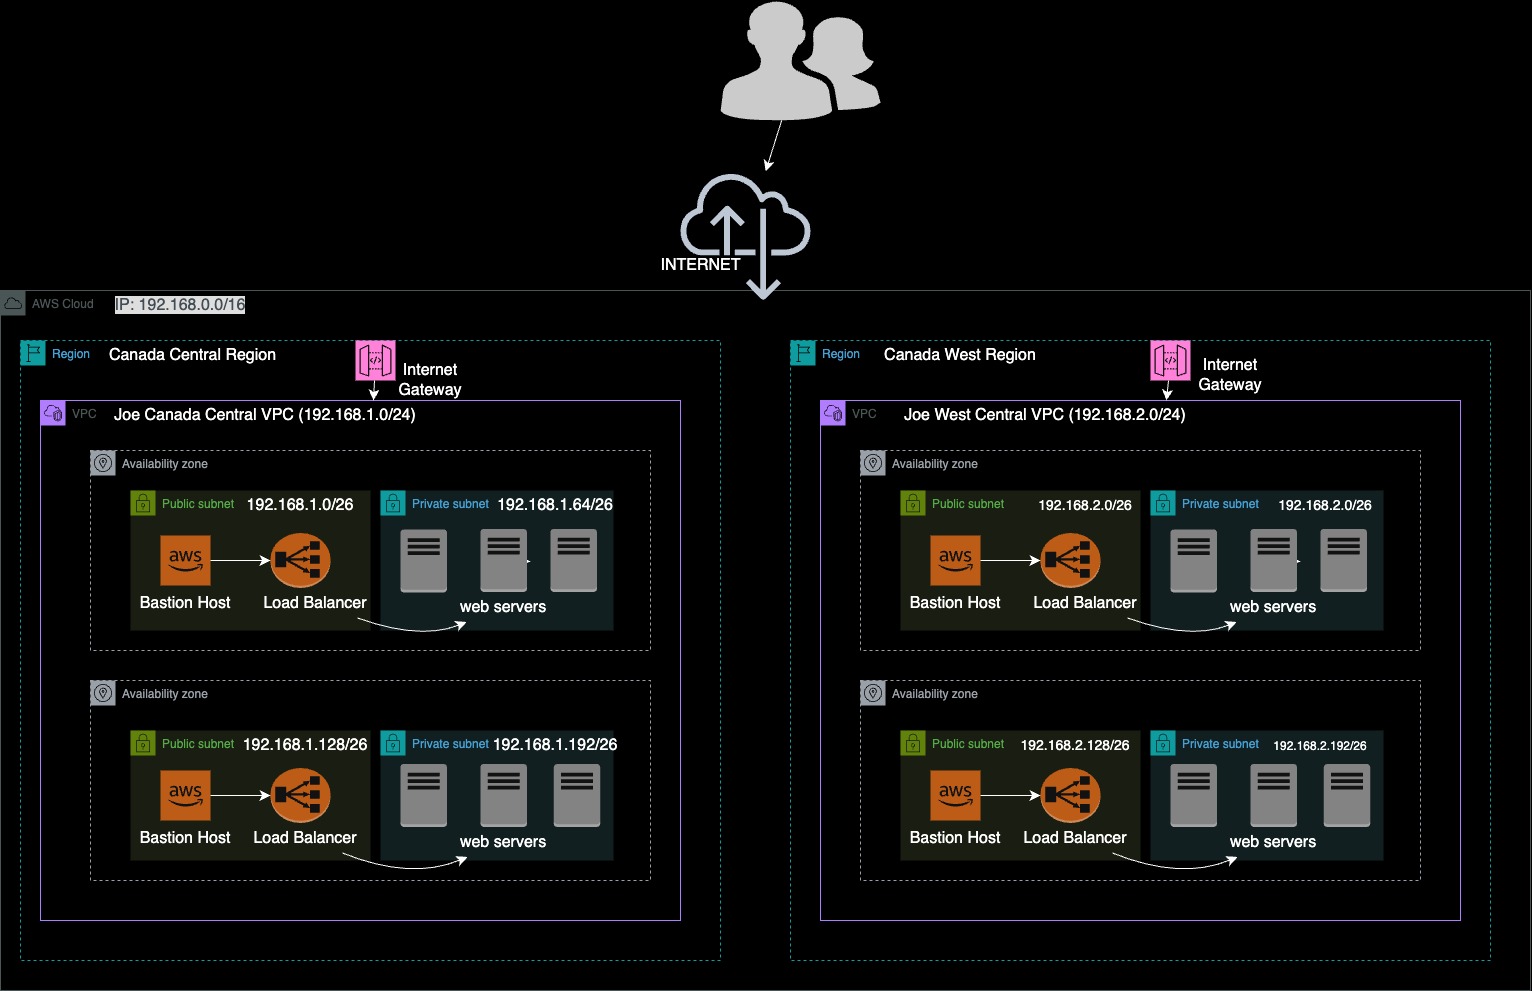 INTERNET
AWS Cloud
IP: 192.168.0.0/16
Region
Canada Central Region
Internet
Gateway
VPC
Joe Canada Central VPC (192.168.1.0/24)
Availability zone
Public subnet
192.168.1.0/26
Private subnet
192.168.1.64/26
aws
Bastion Host
Load Balancer
web servers
Availability zone
Public subnet
192.168.1.128/26
Private subnet
192.168.1.192/26
aws
Bastion Host
Load Balancer
web servers
Region
Canada West Region
Internet
Gateway
VPC
Joe West Central VPC (192.168.2.0/24)
Availability zone
Public subnet
192.168.2.0/26
Private subnet
192.168.2.0/26
aws
Bastion Host
Load Balancer
web servers
Availability zone
Public subnet
192.168.2.128/26
Private subnet
192.168.2.192/26
aws
Bastion Host
Load Balancer
web servers